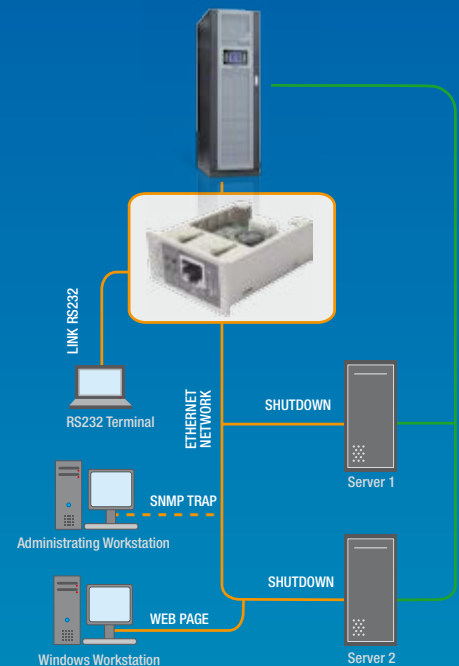 LINK RS232
RS232 Terminal
ETHERNET
NETWORK
SHUTDOWN
Server 1
SNMP TRAP
Administrating Workstation
SHUTDOWN
WEB PAGE
Server 2
Windows Workstation